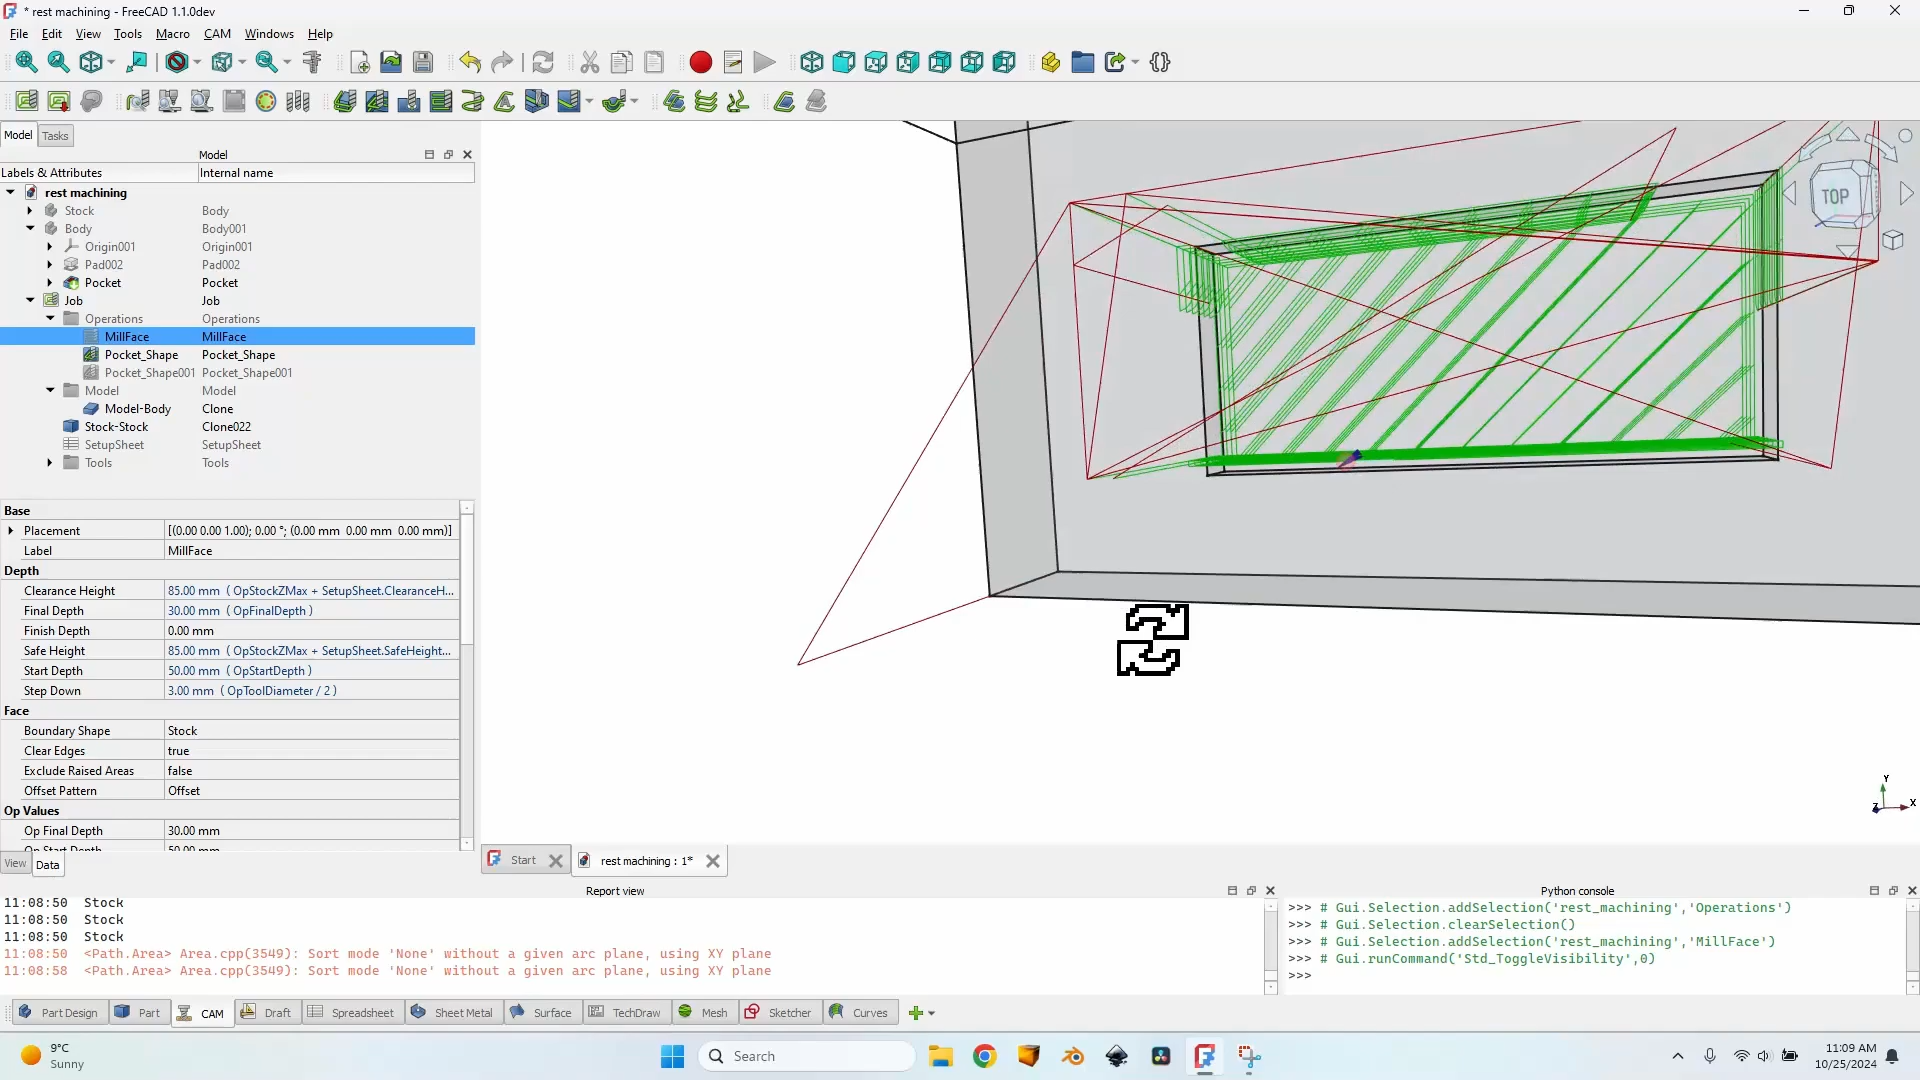 * rest machining - FreeCAD 1.1.0dev
File Edit View Tools Macro CAM Windows Help
Model Tasks
Model
Labels & Attributes Internal name
rest machining
Stock Body
Body Body001
Origin001 Origin001
Pad002 Pad002
Pocket Pocket
Job Job
Operations Operations
MillFace MillFace
Pocket_Shape Pocket_Shape
Pocket_Shape001 Pocket_Shape001
Model Model
Model-Body Clone
Stock-Stock Clone022
SetupSheet SetupSheet
Tools Tools
Base
Placement [(0.00 0.00 1.00); 0.00 °; (0.00 mm 0.00 mm 0.00 mm)]
Label MillFace
Depth
Clearance Height 85.00 mm ( OpStockZMax + SetupSheet.ClearanceH...
Final Depth 30.00 mm ( OpFinalDepth )
Finish Depth 0.00 mm
Safe Height 85.00 mm ( OpStockZMax + SetupSheet.SafeHeight...
Start Depth 50.00 mm ( OpStartDepth )
Step Down 3.00 mm ( OpToolDiameter / 2 )
Face
Boundary Shape Stock
Clear Edges true
Exclude Raised Areas false
Offset Pattern Offset
Op Values
Op Final Depth 30.00 mm
Op Start Depth 50.00 mm
View Data
TOP
Y
X
Z
Start rest machining : 1*
Report view
11:08:50 Stock
11:08:50 Stock
11:08:50 Stock
11:08:50 <Path.Area> Area.cpp(3549): Sort mode 'None' without a given arc plane, using XY plane
11:08:58 <Path.Area> Area.cpp(3549): Sort mode 'None' without a given arc plane, using XY plane
Python console
>>> # Gui.Selection.addSelection('rest_machining','Operations')
>>> # Gui.Selection.clearSelection()
>>> # Gui.Selection.addSelection('rest_machining','MillFace')
>>> # Gui.runCommand('Std_ToggleVisibility',0)
>>>
Part Design Part CAM Draft Spreadsheet Sheet Metal Surface TechDraw Mesh Sketcher Curves
9°C
Sunny
Search
11:09 AM
10/25/2024